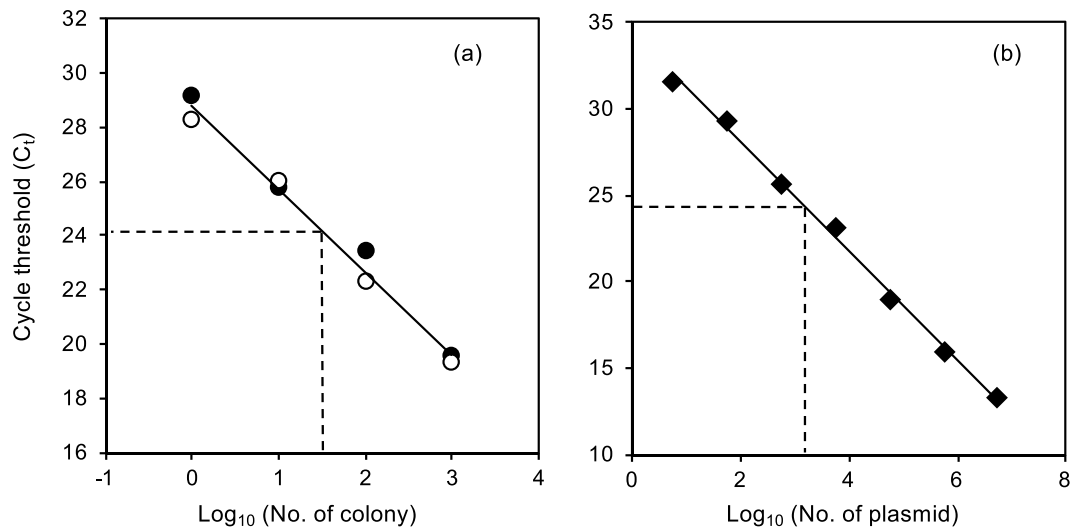 (a)
Cycle threshold (Cₜ)
32
30
28
26
24
22
20
18
16
-1 0 1 2 3 4
Log₁₀ (No. of colony)
(b)
35
30
25
20
15
10
0 2 4 6 8
Log₁₀ (No. of plasmid)